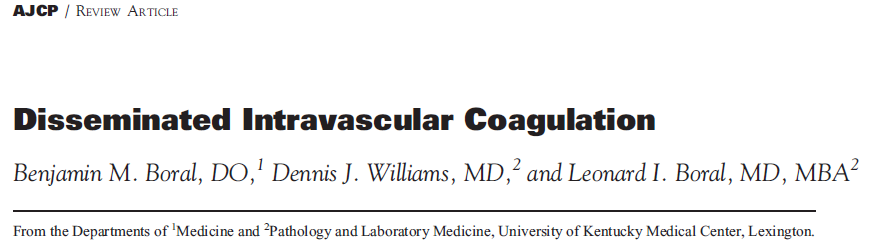 AJCP / REVIEW ARTICLE
Disseminated Intravascular Coagulation
Benjamin M. Boral, DO,1 Dennis J. Williams, MD,2 and Leonard I. Boral, MD, MBA2
From the Departments of 1Medicine and 2Pathology and Laboratory Medicine, University of Kentucky Medical Center, Lexington.